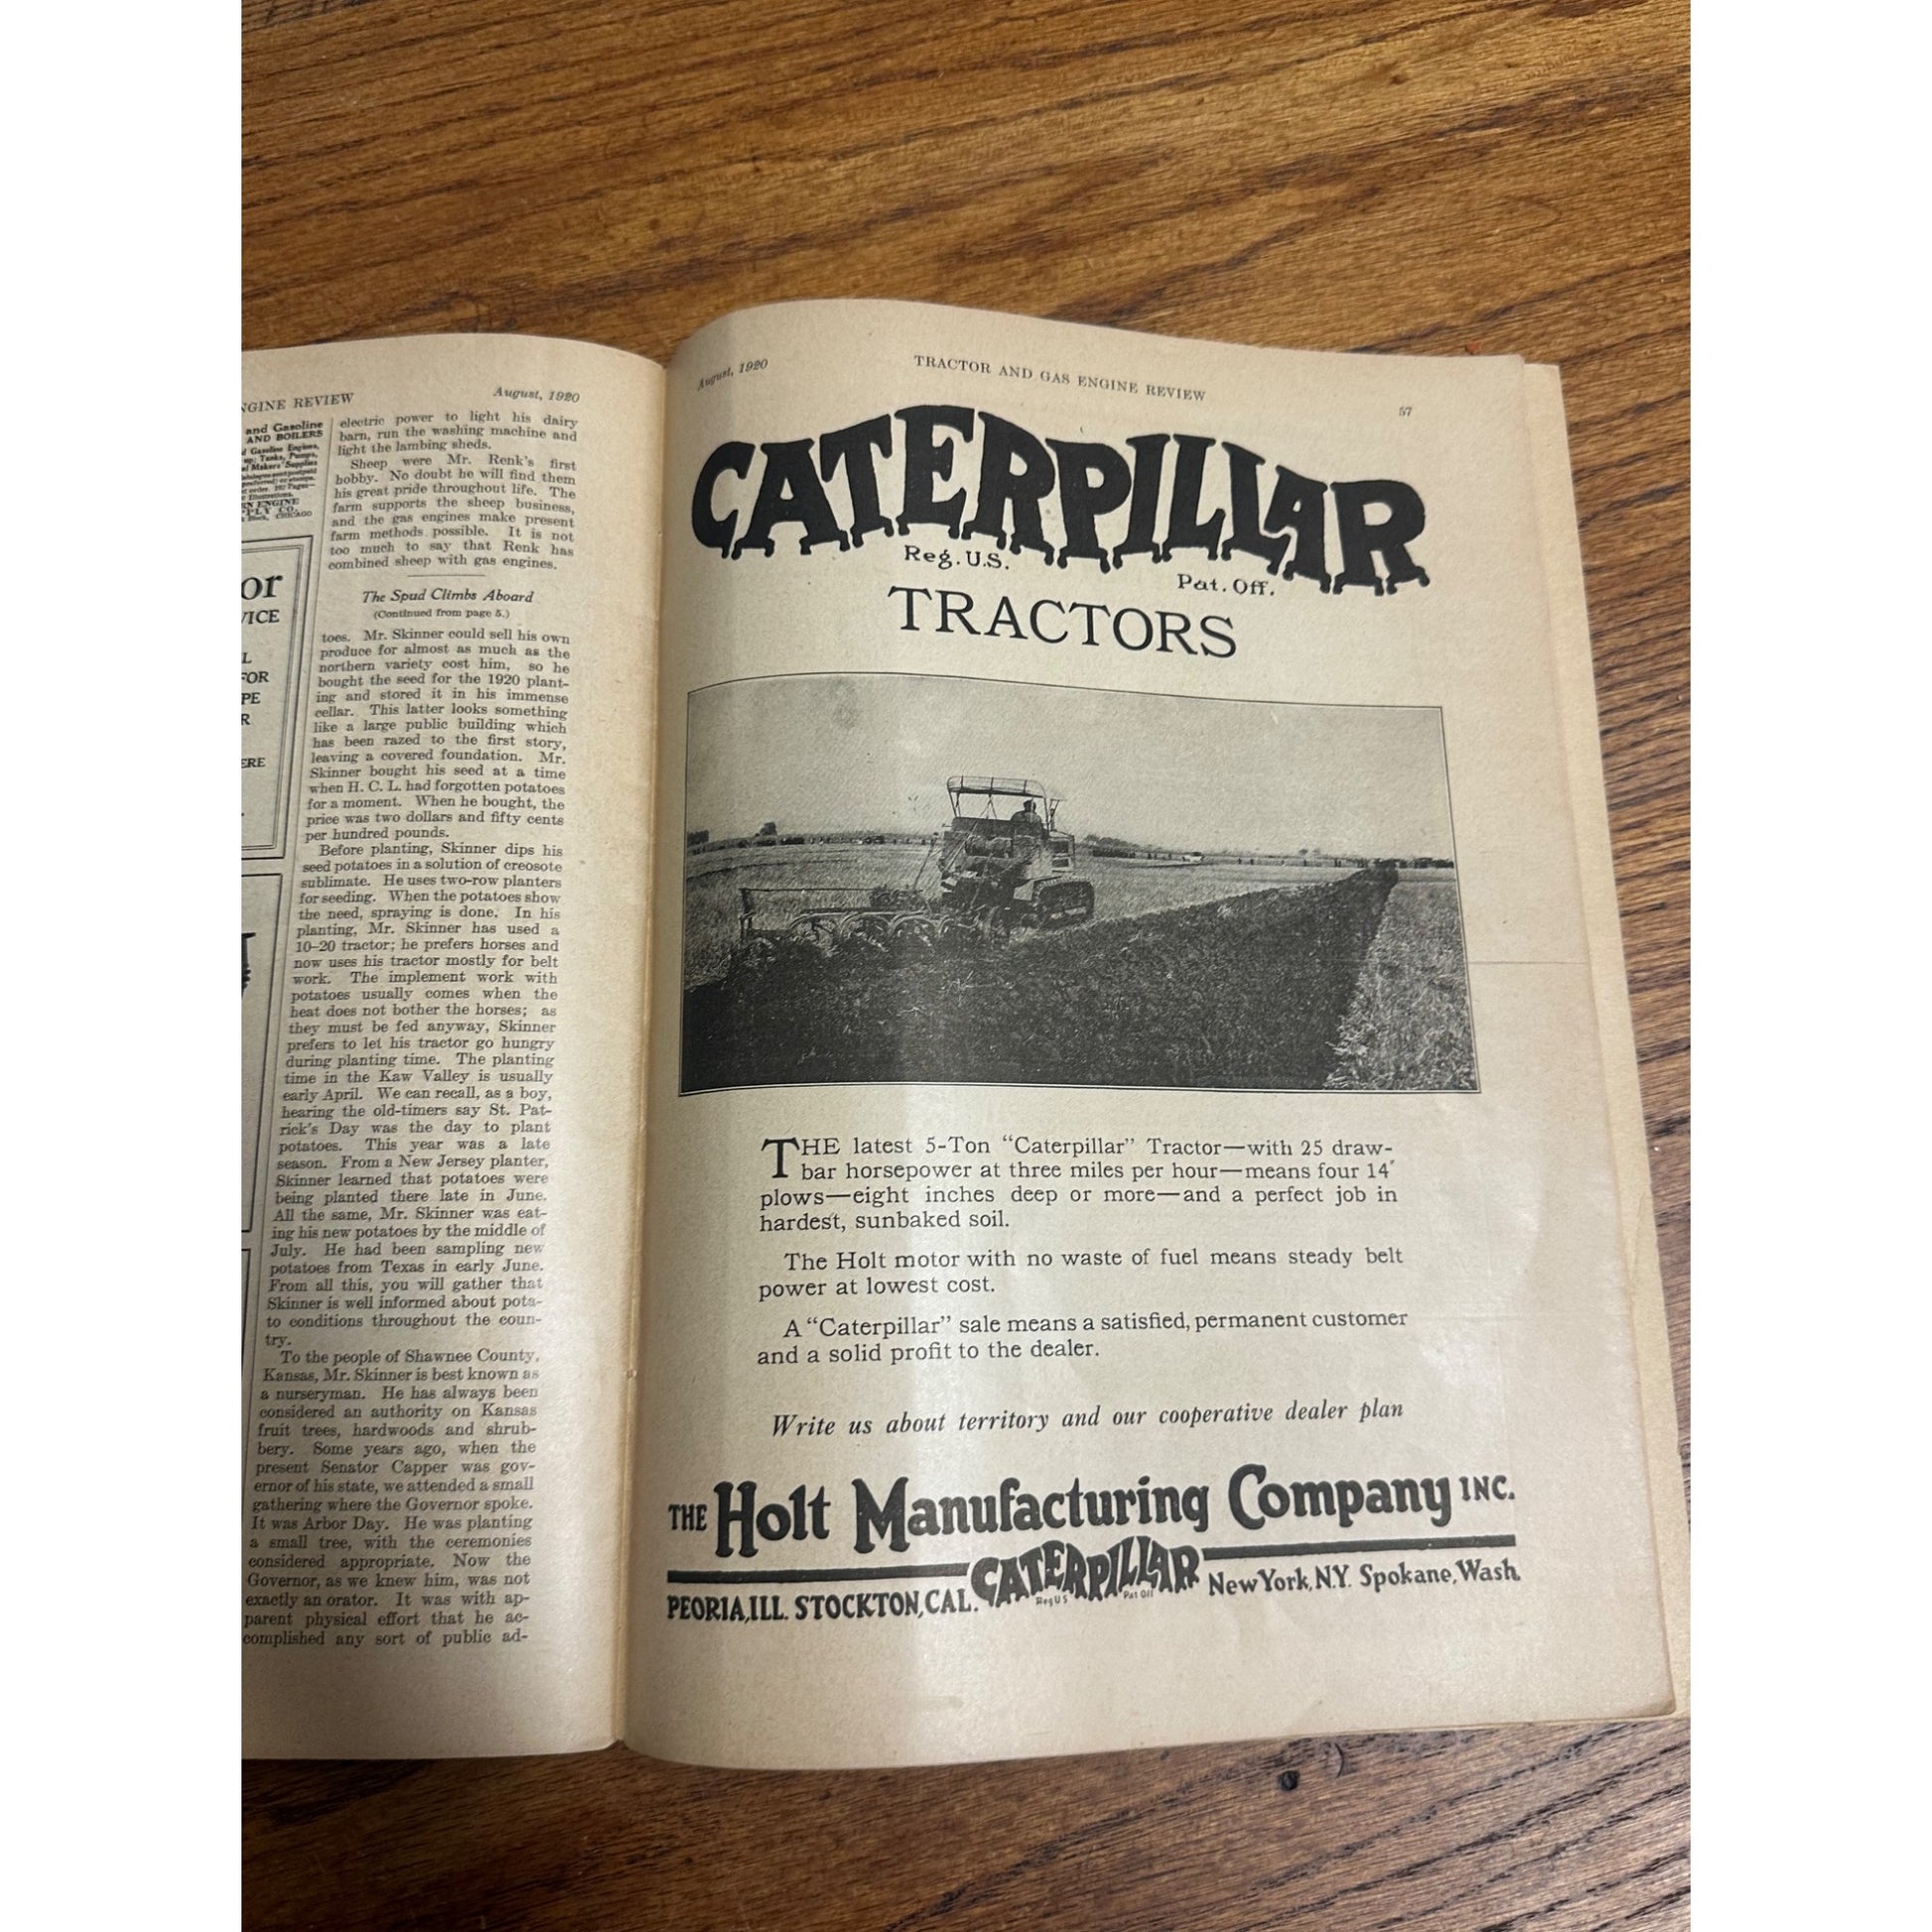 NGINE REVIEW
August, 1920
and Gasoline
AND BOILERS
Gasoline Engines,
Tanks, Pumps,
Makers' Supplies
Illustrations.
ENGINE
CO.
CHICAGO
or
VICE
L
FOR
PE
R
ERE
electric power to light his dairy
barn, run the washing machine and
light the lambing sheds.
Sheep were Mr. Renk's first
hobby. No doubt he will find them
his great pride throughout life. The
farm supports the sheep business,
and the gas engines make present
farm methods possible. It is not
too much to say that Renk has
combined sheep with gas engines.
The Spud Climbs Aboard
(Continued from page 5.)
toes. Mr. Skinner could sell his own
produce for almost as much as the
northern variety cost him, so he
bought the seed for the 1920 plant-
ing and stored it in his immense
cellar. This latter looks something
like a large public building which
has been razed to the first story,
leaving a covered foundation. Mr.
Skinner bought his seed at a time
when H. C. L. had forgotten potatoes
for a moment. When he bought, the
price was two dollars and fifty cents
per hundred pounds.
Before planting, Skinner dips his
seed potatoes in a solution of creosote
sublimate. He uses two-row planters
for seeding. When the potatoes show
the need, spraying is done. In his
planting, Mr. Skinner has used a
10-20 tractor; he prefers horses and
now uses his tractor mostly for belt
work. The implement work with
potatoes usually comes when the
heat does not bother the horses; as
they must be fed anyway, Skinner
prefers to let his tractor go hungry
during planting time. The planting
time in the Kaw Valley is usually
early April. We can recall, as a boy,
hearing the old-timers say St. Pat-
rick's Day was the day to plant
potatoes. This year was a late
season. From a New Jersey planter,
Skinner learned that potatoes were
being planted there late in June.
All the same, Mr. Skinner was eat-
ing his new potatoes by the middle of
July. He had been sampling new
potatoes from Texas in early June.
From all this, you will gather that
Skinner is well informed about pota-
to conditions throughout the coun-
try.
To the people of Shawnee County,
Kansas, Mr. Skinner is best known as
a nurseryman. He has always been
considered an authority on Kansas
fruit trees, hardwoods and shrub-
bery. Some years ago, when the
present Senator Capper was gov-
ernor of his state, we attended a small
gathering where the Governor spoke.
It was Arbor Day. He was planting
a small tree, with the ceremonies
considered appropriate. Now the
Governor, as we knew him, was not
exactly an orator. It was with ap-
parent physical effort that he ac-
complished any sort of public ad-
August, 1920
TRACTOR AND GAS ENGINE REVIEW
57
CATERPILLAR
Reg. U.S.
Pat. Off.
TRACTORS
THE latest 5-Ton "Caterpillar" Tractor—with 25 draw-
bar horsepower at three miles per hour—means four 14"
plows—eight inches deep or more—and a perfect job in
hardest, sunbaked soil.
The Holt motor with no waste of fuel means steady belt
power at lowest cost.
A "Caterpillar" sale means a satisfied, permanent customer
and a solid profit to the dealer.
Write us about territory and our cooperative dealer plan
THE Holt Manufacturing Company INC.
PEORIA, ILL. STOCKTON, CAL. CATERPILLAR New York, N.Y. Spokane, Wash.
Reg US Pat Off